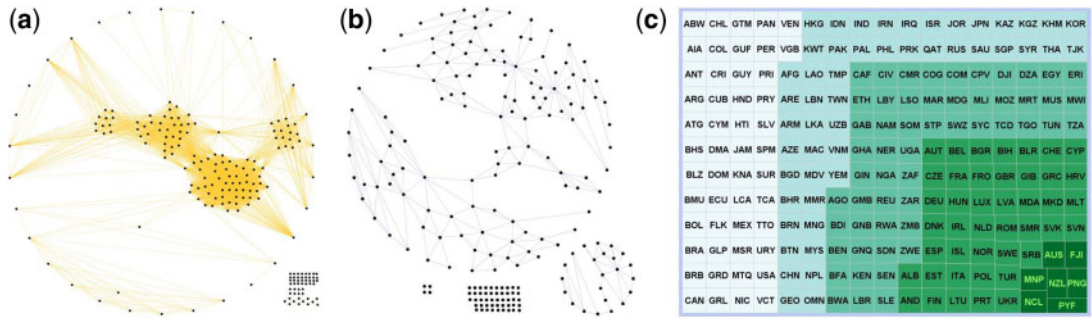 (a) (b) (c)
ABW CHL GTM PAN VEN HKG IDN IND IRN IRQ ISR JOR JPN KAZ KGZ KHM KOR
AIA COL GUF PER VGB KWT PAK PAL PHL PRK QAT RUS SAU SGP SYR THA TJK
ANT CRI GUY PRI AFG LAO TMP CAF CIV CMR COG COM CPV DJI DZA EGY ERI
ARG CUB HND PRY ARE LBN TWN ETH LBY LSO MAR MDG MLI MOZ MRT MUS MWI
ATG CYM HTI SLV ARM LKA UZB GAB NAM SOM STP SWZ SYC TCD TGO TUN TZA
BHS DMA JAM SPM AZE MAC VNM GHA NER UGA AUT BEL BGR BIH BLR CHE CYP
BLZ DOM KNA SUR BGD MDV YEM GIN NGA ZAF CZE FRA FRO GBR GIB GRC HRV
BMU ECU LCA TCA BHR MMR AGO GMB REU ZAR DEU HUN LUX LVA MDA MKD MLT
BOL FLK MEX TTO BRN MNG BDI GNB RWA ZMB DNK IRL NLD ROM SMR SVK SVN
BRA GLP MSR URY BTN MYS BEN GNQ SDN ZWE ESP ISL NOR SWE SRB AUS FJI
BRB GRD MTQ USA CHN NPL BFA KEN SEN ALB EST ITA POL TUR MNP NZL PNG
CAN GRL NIC VCT GEO OMN BWA LBR SLE AND FIN LTU PRT UKR NCL PYF